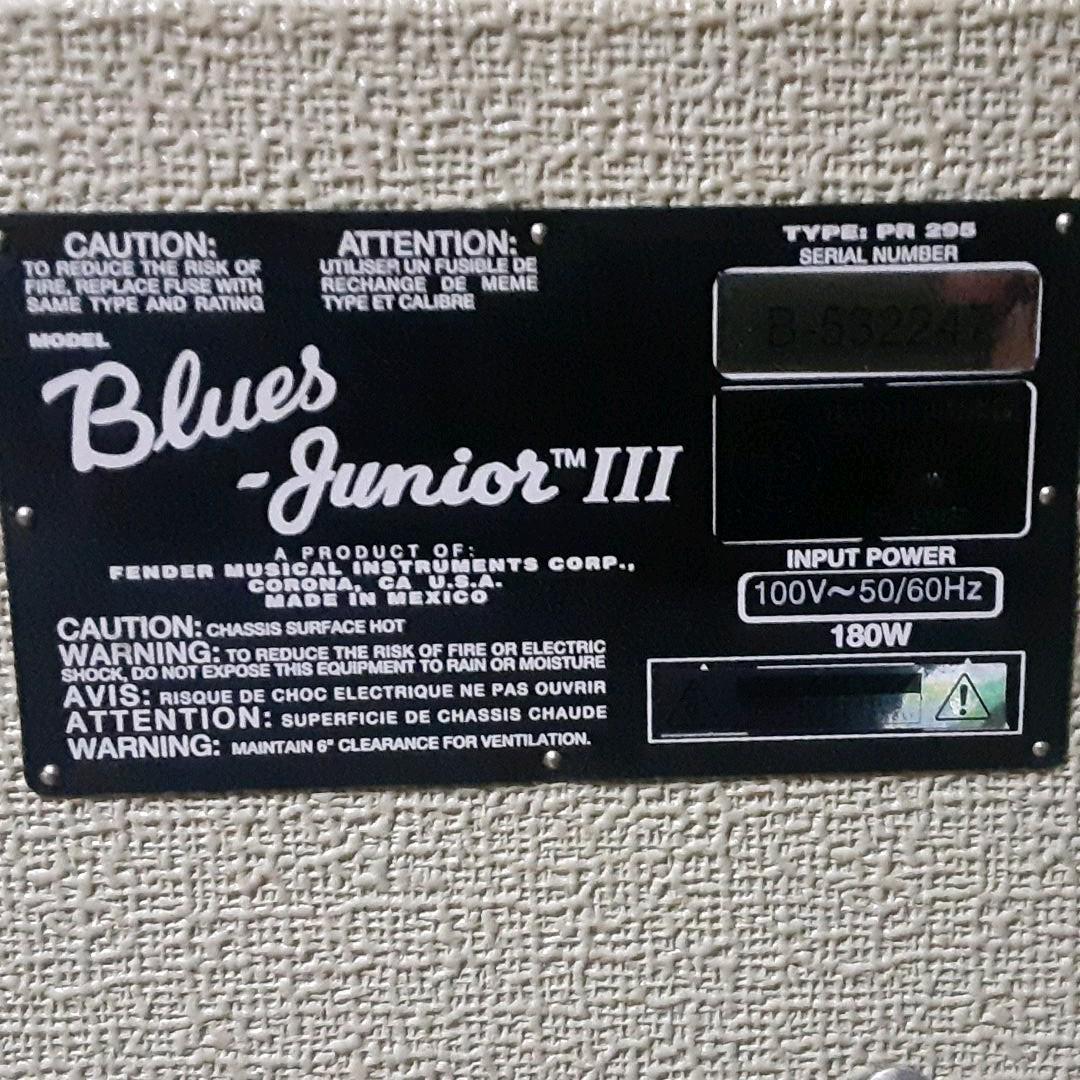 CAUTION:
TO REDUCE THE RISK OF
FIRE, REPLACE FUSE WITH
SAME TYPE AND RATING
ATTENTION:
UTILISER UN FUSIBLE DE
RECHANGE DE MEME
TYPE ET CALIBRE
TYPE: PR 295
SERIAL NUMBER
B-532247
MODEL
Blues
Junior™ III
A PRODUCT OF:
FENDER MUSICAL INSTRUMENTS CORP.,
CORONA, CA U.S.A.
MADE IN MEXICO
INPUT POWER
100V~50/60Hz
180W
CAUTION: CHASSIS SURFACE HOT
WARNING: TO REDUCE THE RISK OF FIRE OR ELECTRIC
SHOCK, DO NOT EXPOSE THIS EQUIPMENT TO RAIN OR MOISTURE
AVIS: RISQUE DE CHOC ELECTRIQUE NE PAS OUVRIR
ATTENTION: SUPERFICIE DE CHASSIS CHAUDE
WARNING: MAINTAIN 6" CLEARANCE FOR VENTILATION.